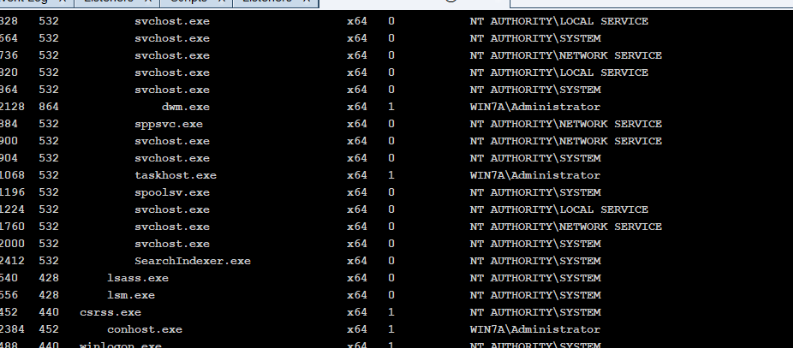 Listeners X Scripts X Listeners X
328 532 svchost.exe x64 0 NT AUTHORITY\LOCAL SERVICE
664 532 svchost.exe x64 0 NT AUTHORITY\SYSTEM
736 532 svchost.exe x64 0 NT AUTHORITY\NETWORK SERVICE
820 532 svchost.exe x64 0 NT AUTHORITY\LOCAL SERVICE
864 532 svchost.exe x64 0 NT AUTHORITY\SYSTEM
2128 864 dwm.exe x64 1 WIN7A\Administrator
884 532 sppsvc.exe x64 0 NT AUTHORITY\NETWORK SERVICE
900 532 svchost.exe x64 0 NT AUTHORITY\NETWORK SERVICE
904 532 svchost.exe x64 0 NT AUTHORITY\SYSTEM
1068 532 taskhost.exe x64 1 WIN7A\Administrator
1196 532 spoolsv.exe x64 0 NT AUTHORITY\SYSTEM
1224 532 svchost.exe x64 0 NT AUTHORITY\LOCAL SERVICE
1760 532 svchost.exe x64 0 NT AUTHORITY\NETWORK SERVICE
2000 532 svchost.exe x64 0 NT AUTHORITY\SYSTEM
2412 532 SearchIndexer.exe x64 0 NT AUTHORITY\SYSTEM
540 428 lsass.exe x64 0 NT AUTHORITY\SYSTEM
556 428 lsm.exe x64 0 NT AUTHORITY\SYSTEM
452 440 csrss.exe x64 1 NT AUTHORITY\SYSTEM
2384 452 conhost.exe x64 1 WIN7A\Administrator
488 440 winlogon.exe x64 1 NT AUTHORITY\SYSTEM